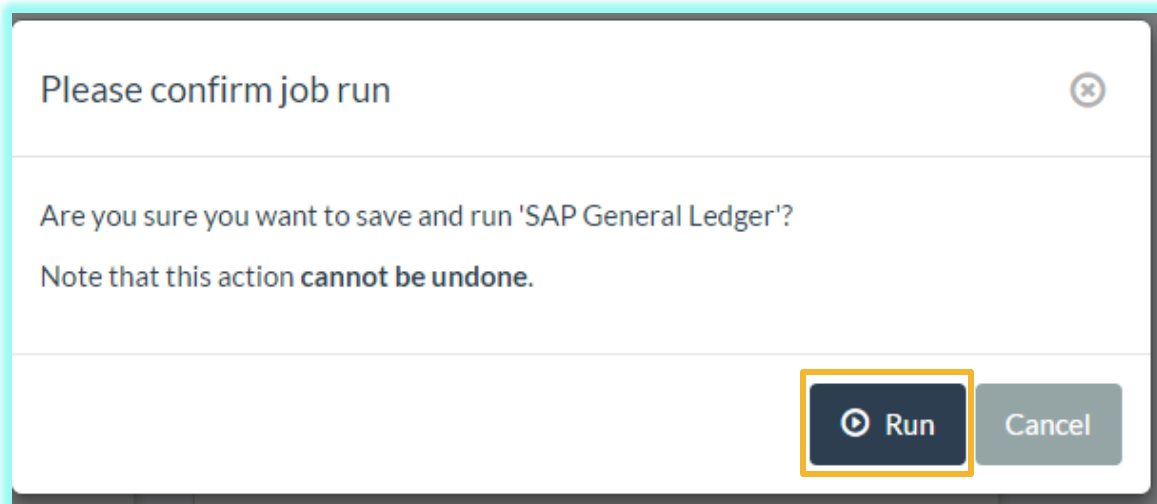 Please confirm job run
Are you sure you want to save and run 'SAP General Ledger'?
Note that this action cannot be undone.
Run
Cancel